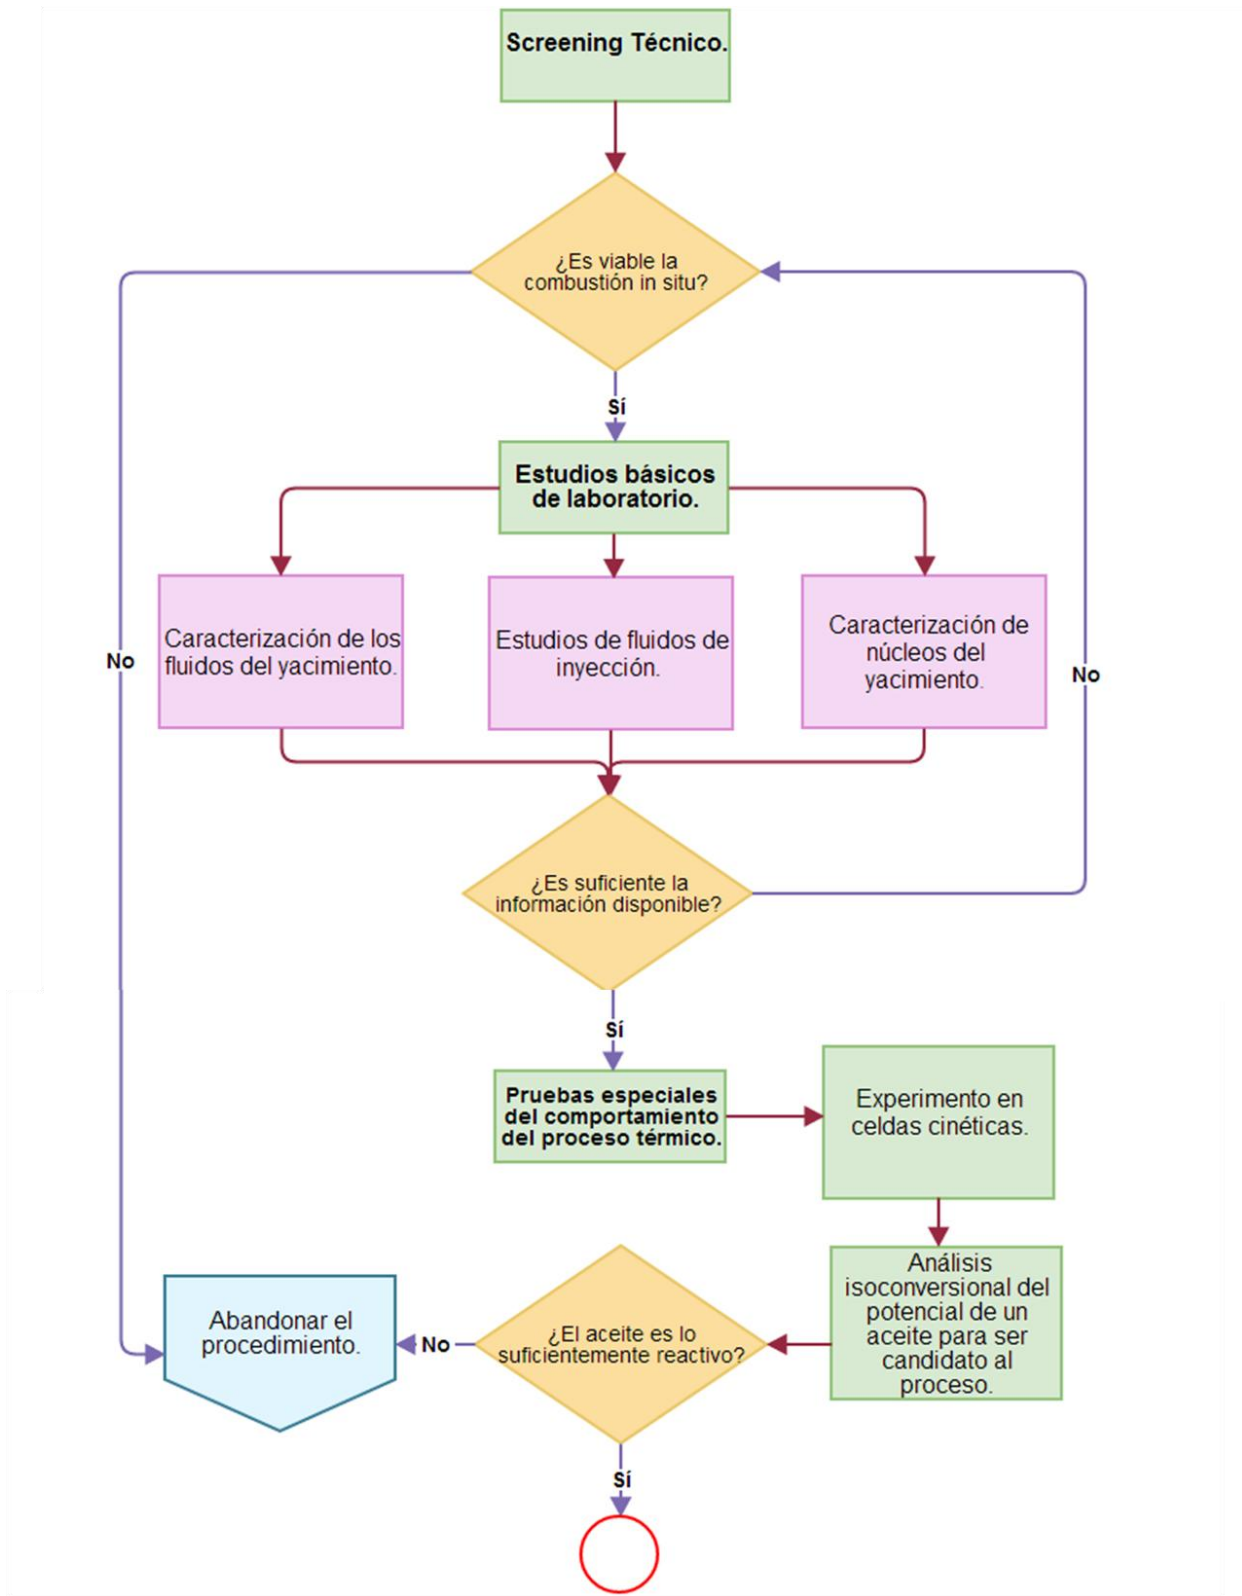 Screening Técnico.
¿Es viable la
combustión in situ?
Sí
Estudios básicos
de laboratorio.
Caracterización de los
fluidos del yacimiento.
Estudios de fluidos de
inyección.
Caracterización de
núcleos del
yacimiento.
No
No
¿Es suficiente la
información disponible?
Sí
Pruebas especiales
del comportamiento
del proceso térmico.
Experimento en
celdas cinéticas.
Análisis
isoconversional del
potencial de un
aceite para ser
candidato al
proceso.
¿El aceite es lo
suficientemente reactivo?
No
Abandonar el
procedimiento.
Sí